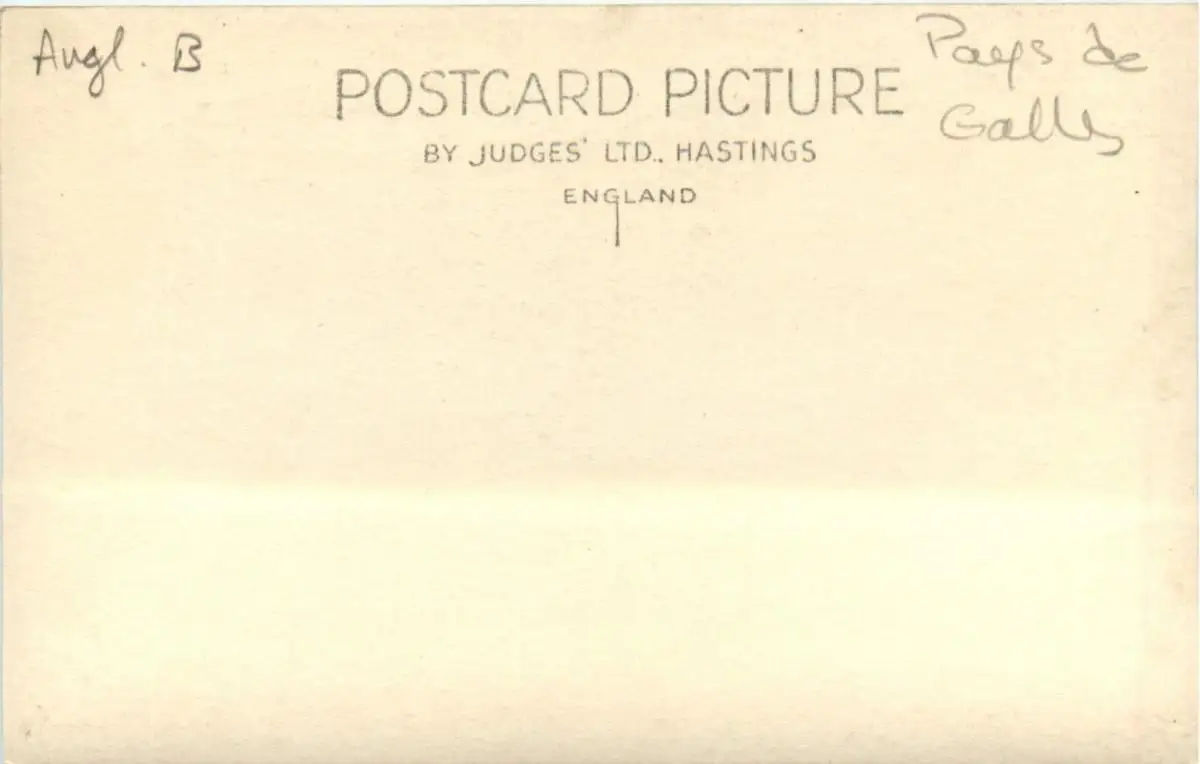 Angl. B
POSTCARD PICTURE
BY JUDGES' LTD., HASTINGS
ENGLAND
Pays de
Galles